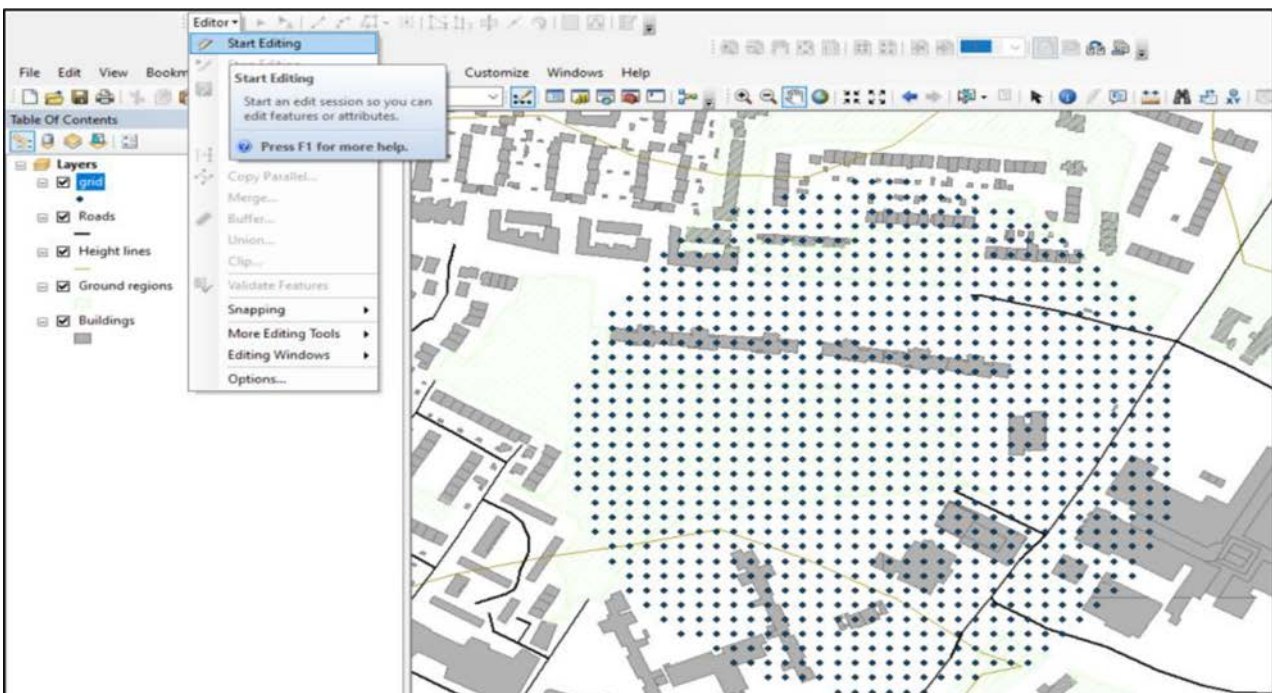 Editor
Start Editing
File Edit View Customize Windows Help
Start Editing
Start an edit session so you can
edit features or attributes.
Press F1 for more help.
Table Of Contents
Layers
grid
Roads
Height lines
Ground regions
Buildings
Copy Parallel...
Merge...
Buffer...
Union...
Clip...
Validate Features
Snapping
More Editing Tools
Editing Windows
Options...